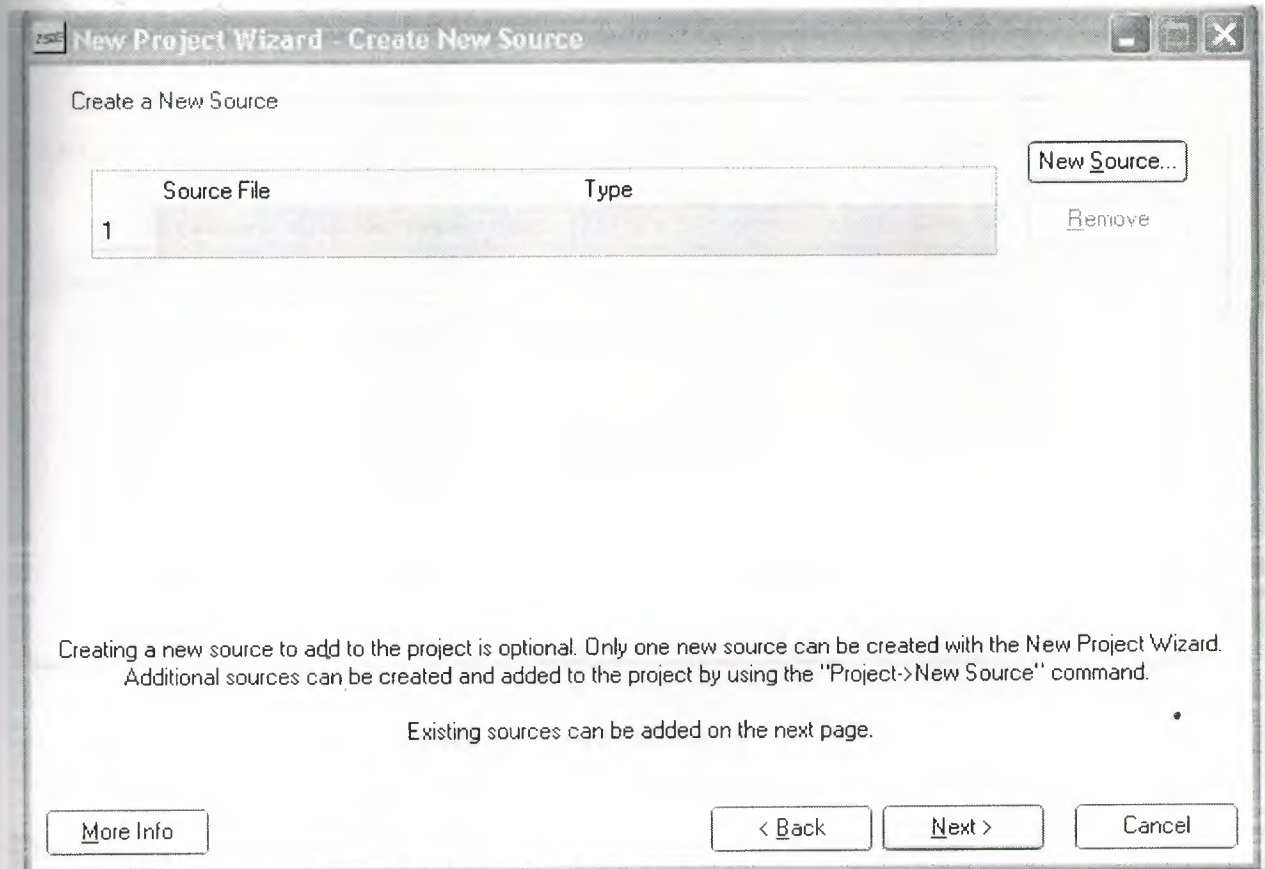 ISE New Project Wizard - Create New Source
Create a New Source
New Source...
Source File Type
Remove
1
Creating a new source to add to the project is optional. Only one new source can be created with the New Project Wizard.
Additional sources can be created and added to the project by using the "Project->New Source" command.
Existing sources can be added on the next page.
More Info < Back Next > Cancel